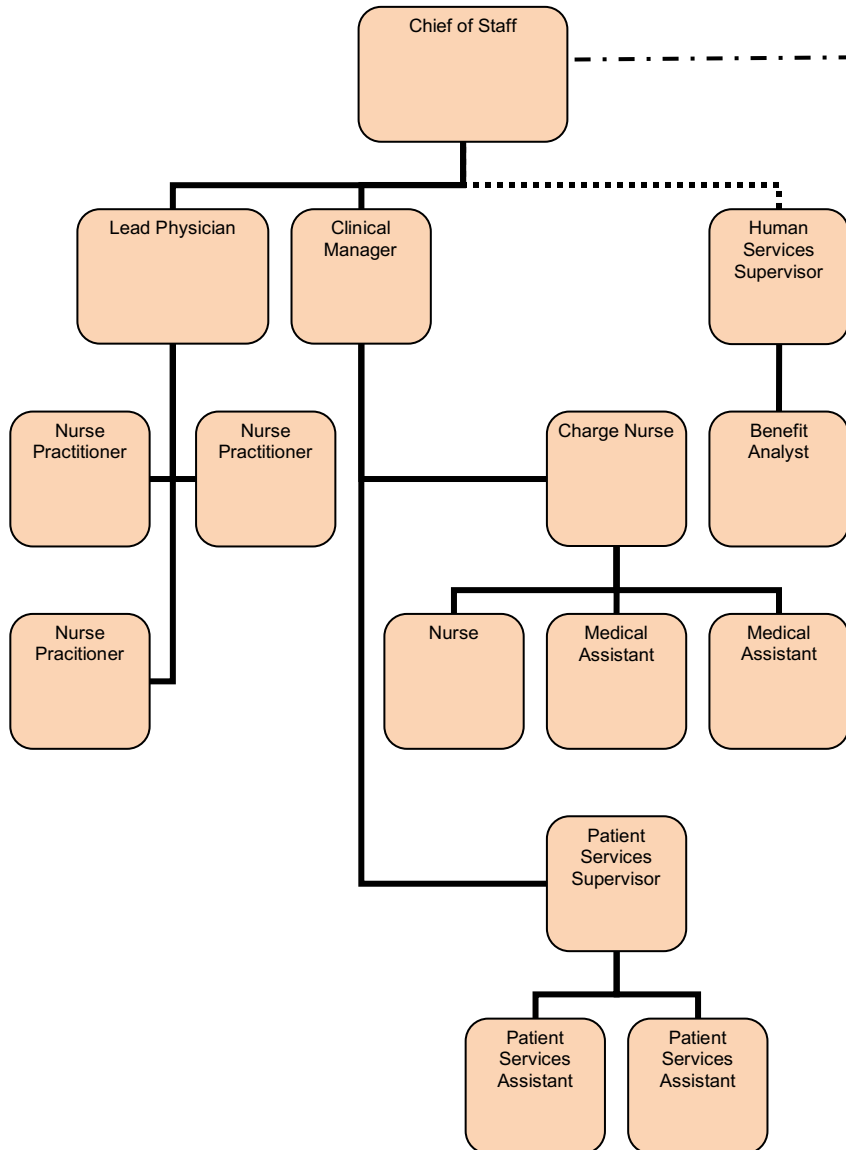 Chief of Staff
Lead Physician
Clinical
Manager
Human
Services
Supervisor
Nurse
Practitioner
Nurse
Practitioner
Charge Nurse
Benefit
Analyst
Nurse
Pracitioner
Nurse
Medical
Assistant
Medical
Assistant
Patient
Services
Supervisor
Patient
Services
Assistant
Patient
Services
Assistant